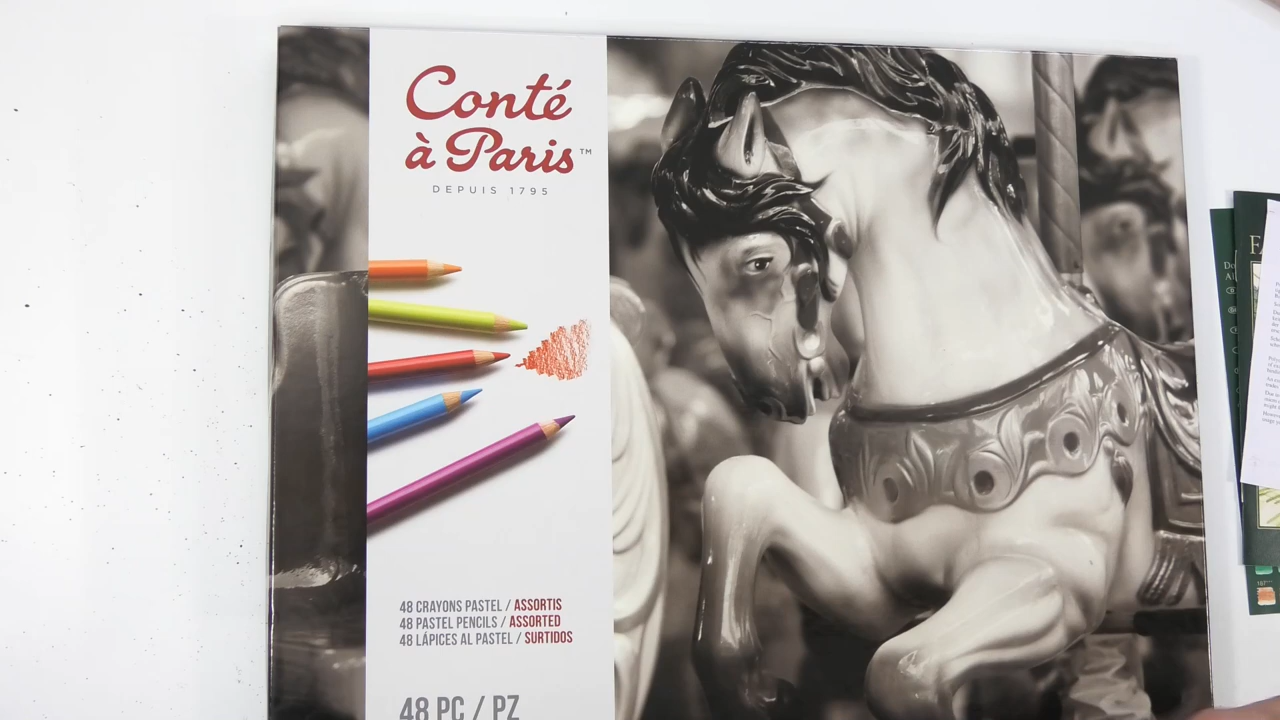 Conté
à Paris™
DEPUIS 1795
48 CRAYONS PASTEL / ASSORTIS
48 PASTEL PENCILS / ASSORTED
48 LÁPICES AL PASTEL / SURTIDOS
48 PC / PZ